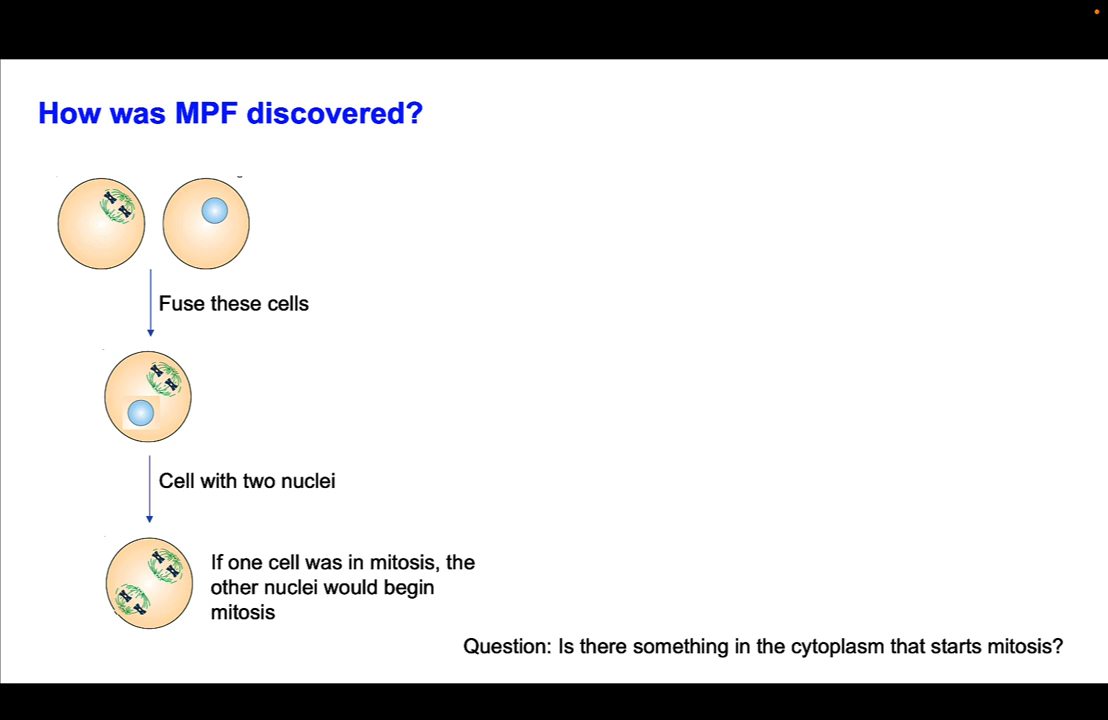 How was MPF discovered?
Fuse these cells
Cell with two nuclei
If one cell was in mitosis, the
other nuclei would begin
mitosis
Question: Is there something in the cytoplasm that starts mitosis?